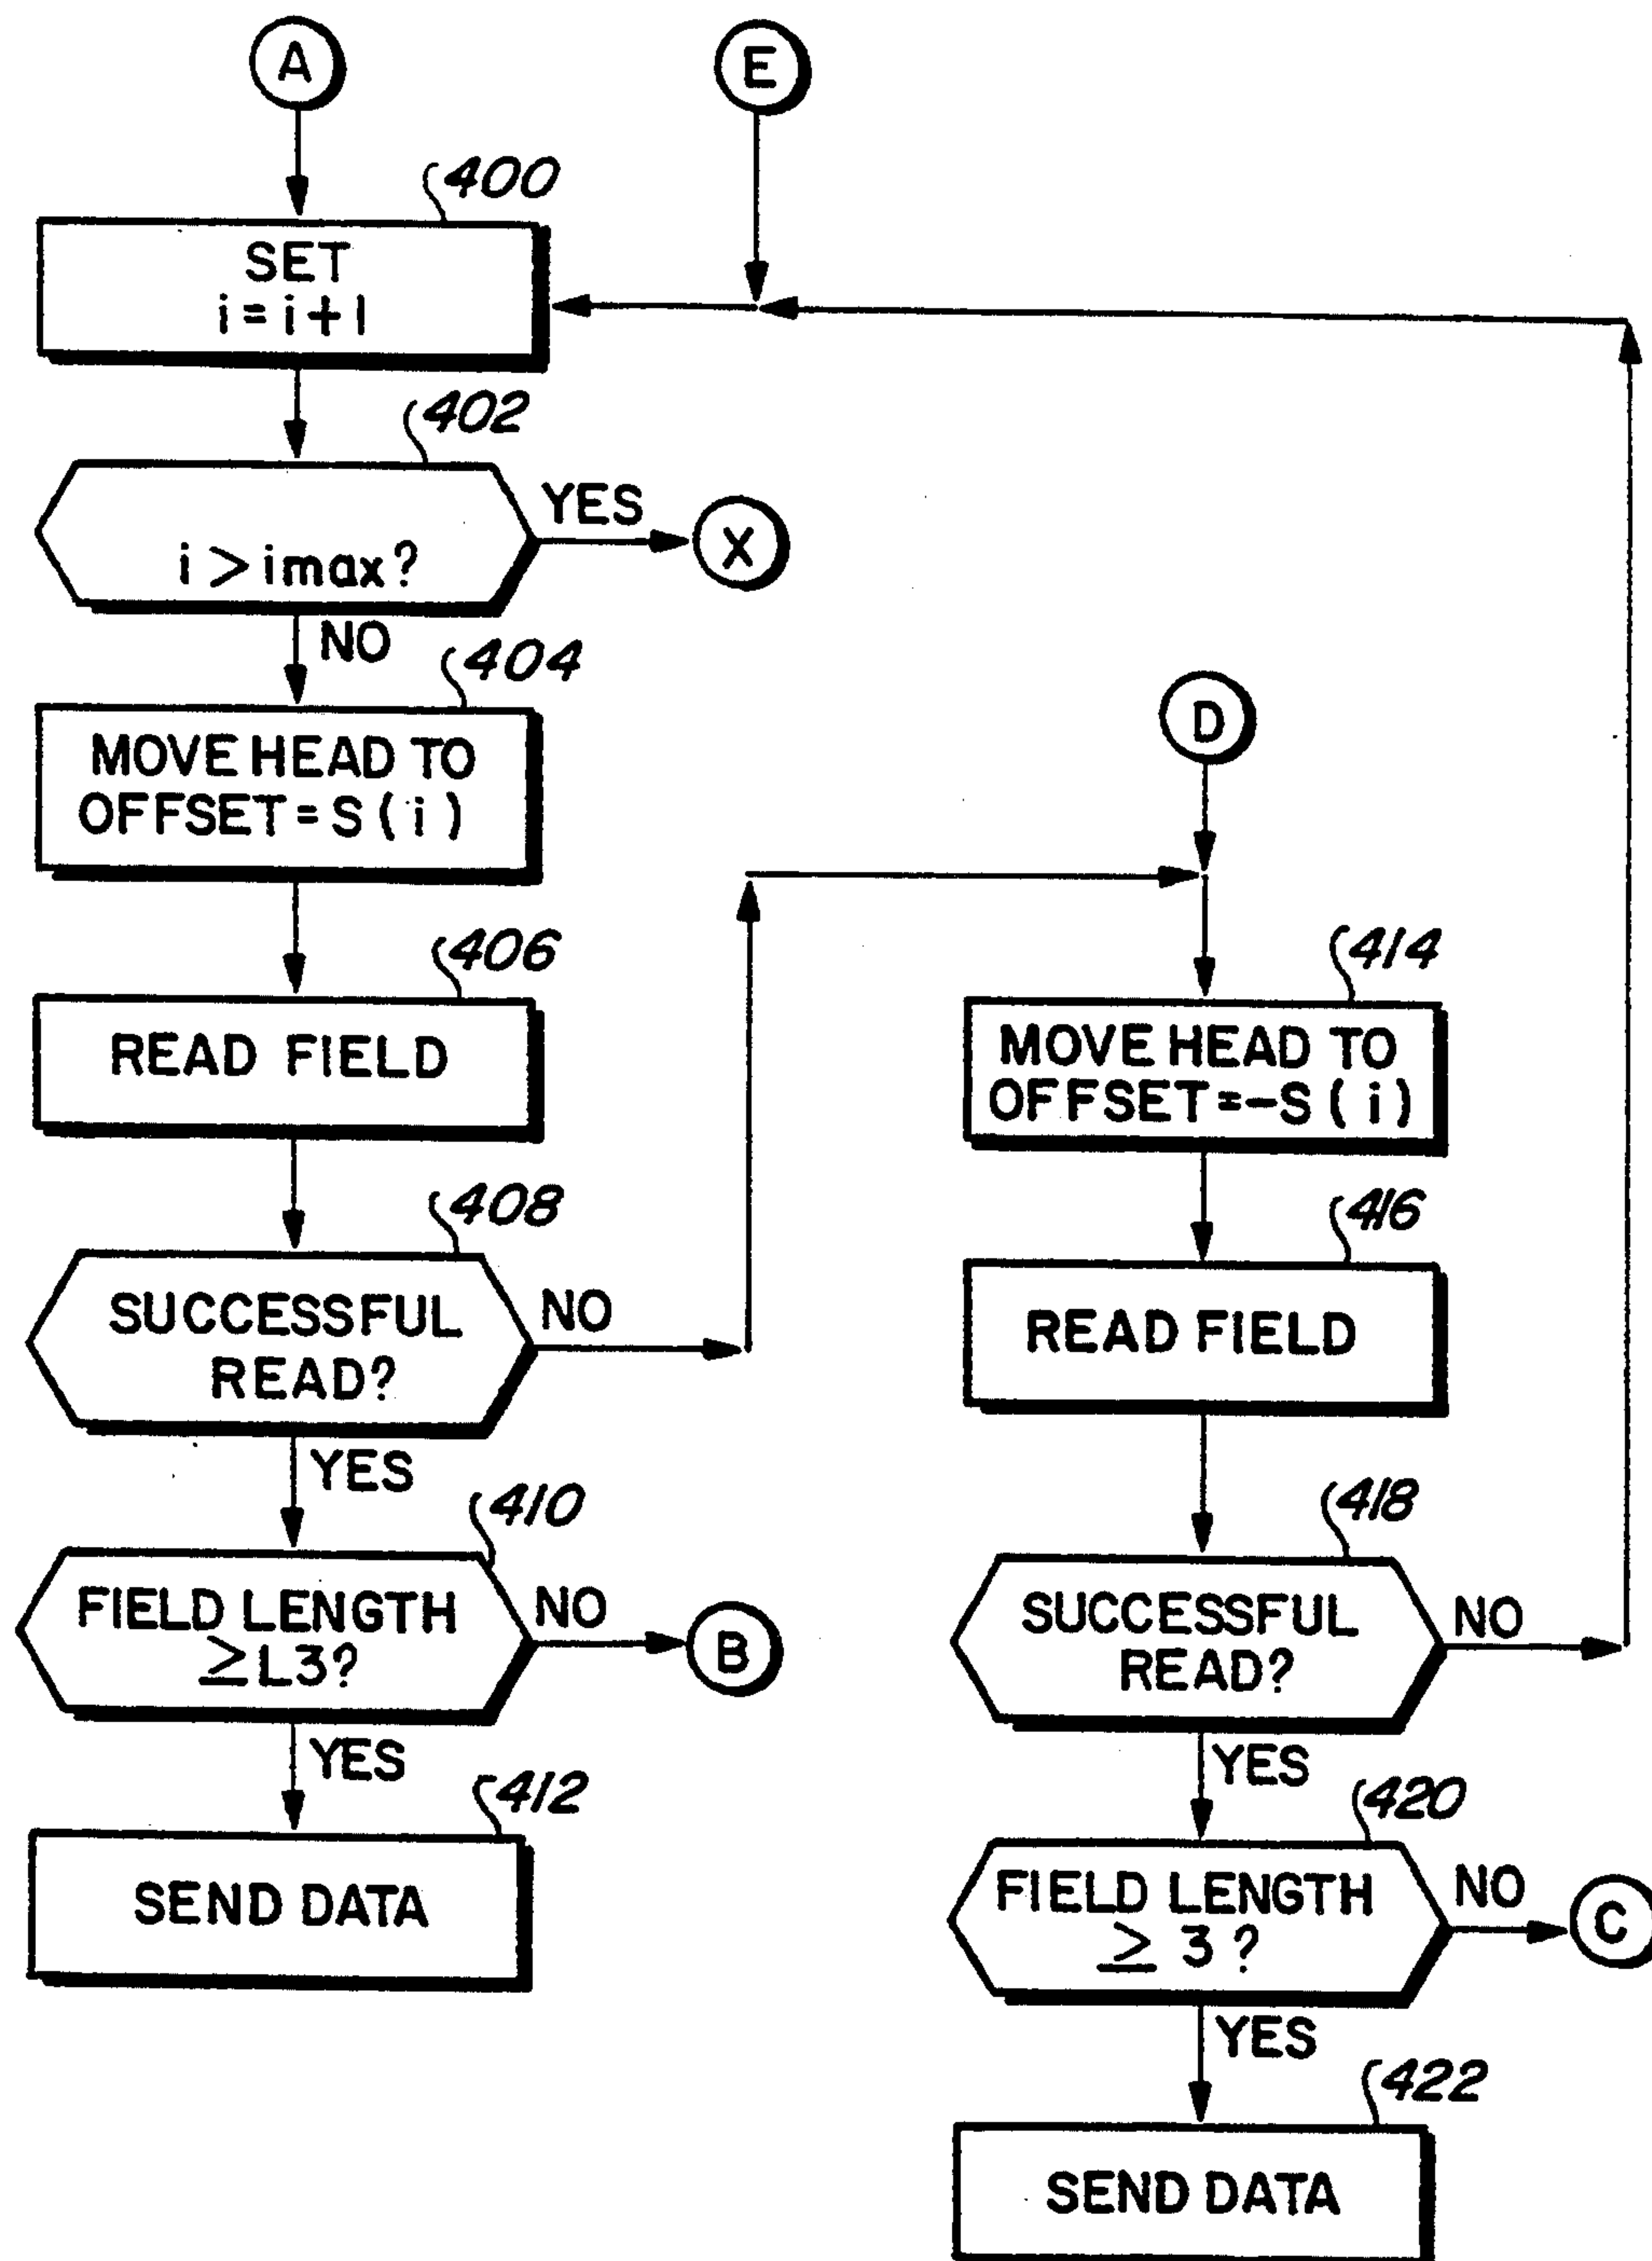 A
E
400
SET
i = i + 1
402
i > imax?
YES
X
NO
404
MOVE HEAD TO
OFFSET = S ( i )
406
READ FIELD
408
SUCCESSFUL
READ?
NO
YES
410
FIELD LENGTH
≥ L3?
NO
B
YES
412
SEND DATA
D
414
MOVE HEAD TO
OFFSET = -S ( i )
416
READ FIELD
418
SUCCESSFUL
READ?
NO
YES
420
FIELD LENGTH
≥ 3 ?
NO
C
YES
422
SEND DATA